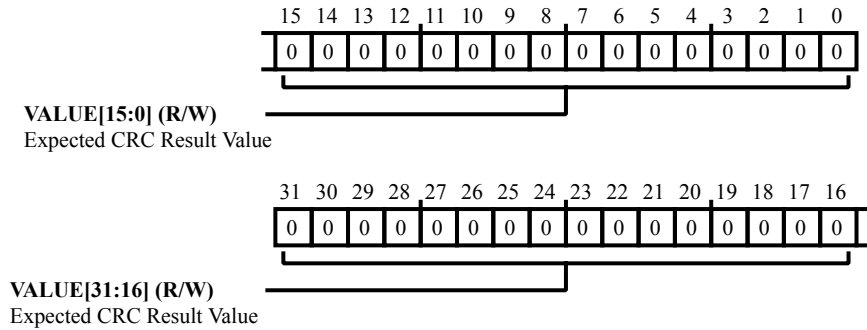 15 14 13 12 11 10 9 8 7 6 5 4 3 2 1 0
0 0 0 0 0 0 0 0 0 0 0 0 0 0 0 0
VALUE[15:0] (R/W)
Expected CRC Result Value
31 30 29 28 27 26 25 24 23 22 21 20 19 18 17 16
0 0 0 0 0 0 0 0 0 0 0 0 0 0 0 0
VALUE[31:16] (R/W)
Expected CRC Result Value